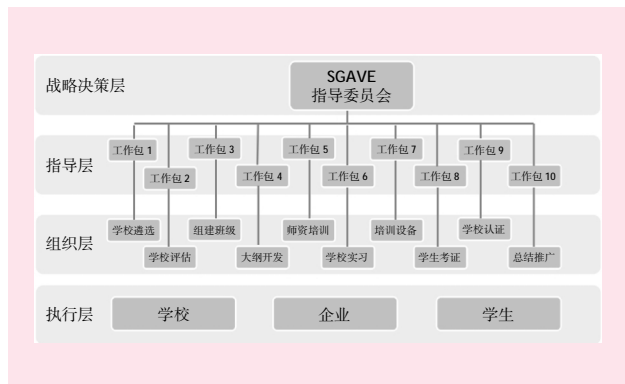 战略决策层
SGAVE
指导委员会
指导层
工作包 1
工作包 2
工作包 3
工作包 4
工作包 5
工作包 6
工作包 7
工作包 8
工作包 9
工作包 10
组织层
学校遴选
学校评估
组建班级
大纲开发
师资培训
学校实习
培训设备
学生考证
学校认证
总结推广
执行层
学校
企业
学生